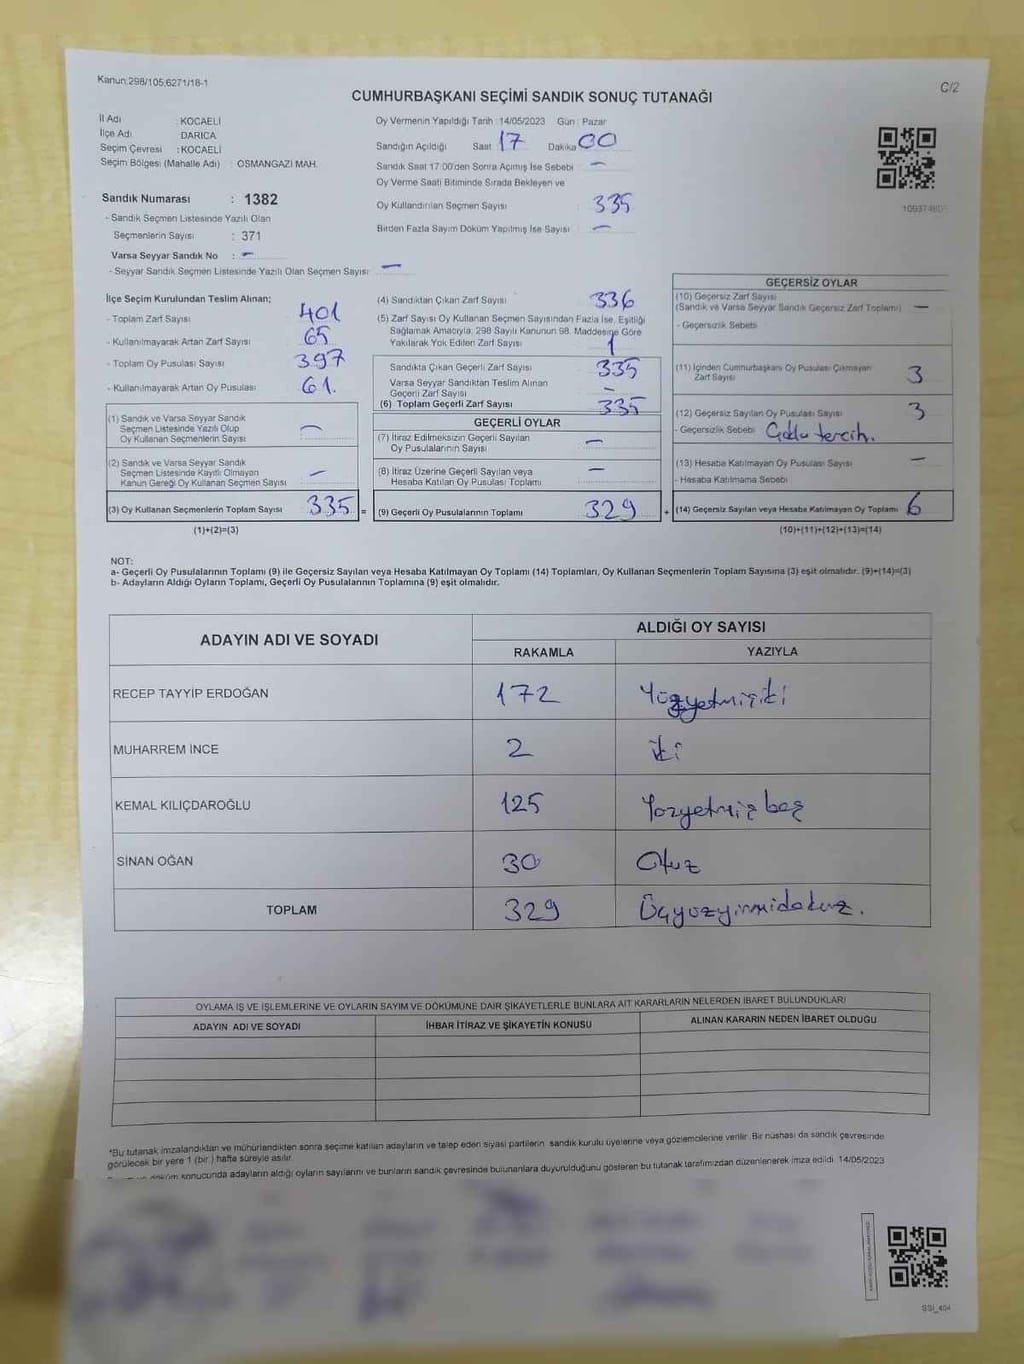 Kanun:298/105,6271/18-1
C/2
CUMHURBAŞKANI SEÇİMİ SANDIK SONUÇ TUTANAĞI
İl Adı : KOCAELİ
İlçe Adı DARICA
Seçim Çevresi : KOCAELİ
Seçim Bölgesi (Mahalle Adı) : OSMANGAZİ MAH.
Sandık Numarası : 1382
- Sandık Seçmen Listesinde Yazılı Olan
Seçmenlerin Sayısı : 371
Varsa Seyyar Sandık No : -
- Seyyar Sandık Seçmen Listesinde Yazılı Olan Seçmen Sayısı -
Oy Vermenin Yapıldığı Tarih :14/05/2023 Gün : Pazar
Sandığın Açıldığı Saat 17 Dakika 00
Sandık Saat 17:00'den Sonra Açımış İse Sebebi -
Oy Verme Saati Bitiminde Sırada Bekleyen ve
Oy Kullandırılan Seçmen Sayısı : 335
Birden Fazla Sayım Döküm Yapılmış İse Sayısı -
İlçe Seçim Kurulundan Teslim Alınan;
- Toplam Zarf Sayısı 401
- Kullanılmayarak Artan Zarf Sayısı 65
- Toplam Oy Pusulası Sayısı 397
- Kullanılmayarak Artan Oy Pusulası 61.
(1) Sandık ve Varsa Seyyar Sandık
Seçmen Listesinde Yazılı Olup
Oy Kullanan Seçmenlerin Sayısı -
(2) Sandık ve Varsa Seyyar Sandık
Seçmen Listesinde Kayıtlı Olmayan
Kanun Gereği Oy Kullanan Seçmen Sayısı -
(3) Oy Kullanan Seçmenlerin Toplam Sayısı 335 =
(1)+(2)=(3)
(4) Sandıktan Çıkan Zarf Sayısı 336
(5) Zarf Sayısı Oy Kullanan Seçmen Sayısından Fazla İse, Eşitliği
Sağlamak Amacıyla; 298 Sayılı Kanunun 98. Maddesine Göre
Yakılarak Yok Edilen Zarf Sayısı 1
Sandıkta Çıkan Geçerli Zarf Sayısı 335
Varsa Seyyar Sandıktan Teslim Alınan
Geçerli Zarf Sayısı -
(6) Toplam Geçerli Zarf Sayısı 335
GEÇERLİ OYLAR
(7) İtiraz Edilmeksizin Geçerli Sayılan
Oy Pusulalarının Sayısı -
(8) İtiraz Üzerine Geçerli Sayılan veya
Hesaba Katılan Oy Pusulası Toplamı -
(9) Geçerli Oy Pusulalarının Toplamı 329 +
GEÇERSİZ OYLAR
(10) Geçersiz Zarf Sayısı
(Sandık ve Varsa Seyyar Sandık Geçersiz Zarf Toplamı) -
- Geçersizlik Sebebi
(11) İçinden Cumhurbaşkanı Oy Pusulası Çıkmayan
Zarf Sayısı 3
(12) Geçersiz Sayılan Oy Pusulası Sayısı 3
- Geçersizlik Sebebi Çoklu tercih.
(13) Hesaba Katılmayan Oy Pusulası Sayısı -
- Hesaba Katılmama Sebebi
(14) Geçersiz Sayılan veya Hesaba Katılmayan Oy Toplamı 6
(10)+(11)+(12)+(13)=(14)
NOT:
a- Geçerli Oy Pusulalarının Toplamı (9) ile Geçersiz Sayılan veya Hesaba Katılmayan Oy Toplamı (14) Toplamları, Oy Kullanan Seçmenlerin Toplam Sayısına (3) eşit olmalıdır. (9)+(14)=(3)
b- Adayların Aldığı Oyların Toplamı, Geçerli Oy Pusulalarının Toplamına (9) eşit olmalıdır.
ADAYIN ADI VE SOYADI
ALDIĞI OY SAYISI
RAKAMLA YAZIYLA
RECEP TAYYİP ERDOĞAN 172 Yüzyetmişiki
MUHARREM İNCE 2 iki
KEMAL KILIÇDAROĞLU 125 Yüzyetmiş beş
SİNAN OĞAN 30 Otuz
TOPLAM 329 Üçyüzyirmidokuz.
OYLAMA İŞ VE İŞLEMLERİNE VE OYLARIN SAYIM VE DÖKÜMÜNE DAİR ŞİKAYETLERLE BUNLARA AİT KARARLARIN NELERDEN İBARET BULUNDUKLARI
ADAYIN ADI VE SOYADI İHBAR İTİRAZ VE ŞİKAYETİN KONUSU ALINAN KARARIN NEDEN İBARET OLDUĞU
*Bu tutanak imzalandıktan ve mühürlendikten sonra seçime katılan adayların ve talep eden siyasi partilerin sandık kurulu üyelerine veya gözlemcilerine verilir. Bir nüshası da sandık çevresinde
görülecek bir yere 1 (bir) hafta süreyle asılır.
döküm sonucunda adayların aldığı oyların sayılarını ve bunların sandık çevresinde bulunanlara duyurulduğunu gösteren bu tutanak tarafımızdan düzenlenerek imza edildi. 14/05/2023
SSI_404